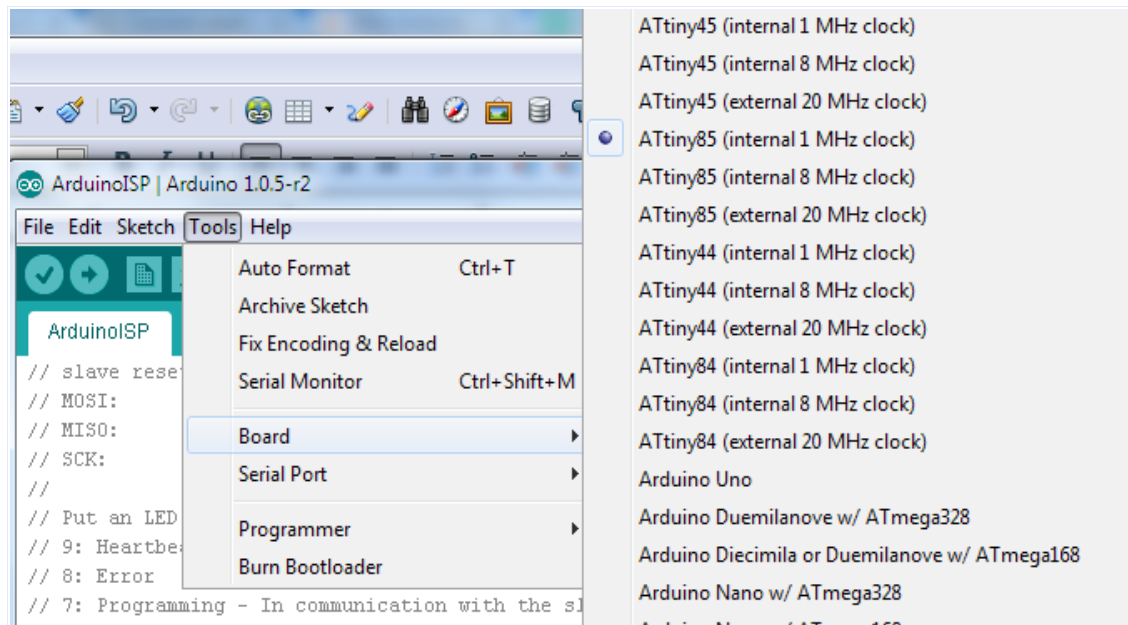 ArduinoISP | Arduino 1.0.5-r2
File Edit Sketch Tools Help
Auto Format Ctrl+T
Archive Sketch
Fix Encoding & Reload
Serial Monitor Ctrl+Shift+M
Board
Serial Port
Programmer
Burn Bootloader
ArduinoISP
// slave rese
// MOSI:
// MISO:
// SCK:
//
// Put an LED
// 9: Heartbe
// 8: Error
// 7: Programming - In communication with the sl
ATtiny45 (internal 1 MHz clock)
ATtiny45 (internal 8 MHz clock)
ATtiny45 (external 20 MHz clock)
ATtiny85 (internal 1 MHz clock)
ATtiny85 (internal 8 MHz clock)
ATtiny85 (external 20 MHz clock)
ATtiny44 (internal 1 MHz clock)
ATtiny44 (internal 8 MHz clock)
ATtiny44 (external 20 MHz clock)
ATtiny84 (internal 1 MHz clock)
ATtiny84 (internal 8 MHz clock)
ATtiny84 (external 20 MHz clock)
Arduino Uno
Arduino Duemilanove w/ ATmega328
Arduino Diecimila or Duemilanove w/ ATmega168
Arduino Nano w/ ATmega328